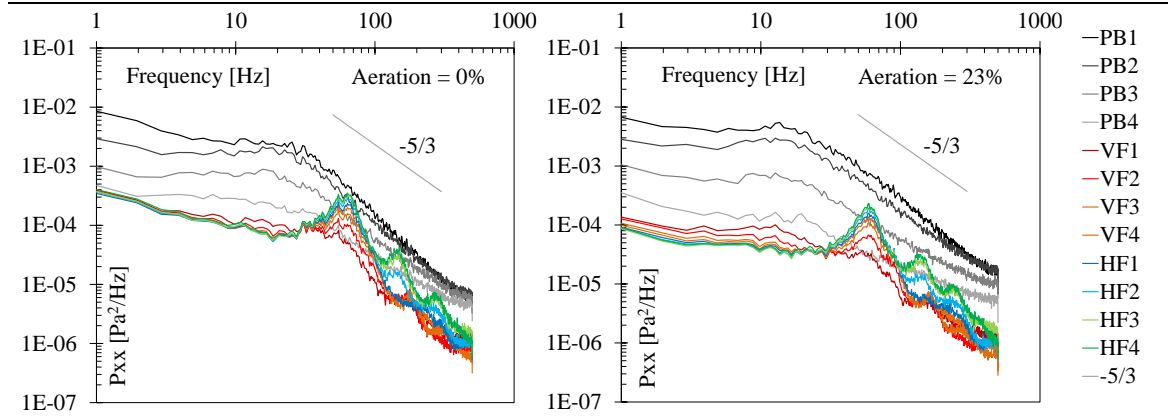 1 10 100 1000
1E-01
1E-02
1E-03
1E-04
1E-05
1E-06
1E-07
Pxx [Pa²/Hz]
Frequency [Hz]
Aeration = 0%
-5/3
1 10 100 1000
1E-01
1E-02
1E-03
1E-04
1E-05
1E-06
1E-07
Pxx [Pa²/Hz]
Frequency [Hz]
Aeration = 23%
-5/3
PB1
PB2
PB3
PB4
VF1
VF2
VF3
VF4
HF1
HF2
HF3
HF4
-5/3